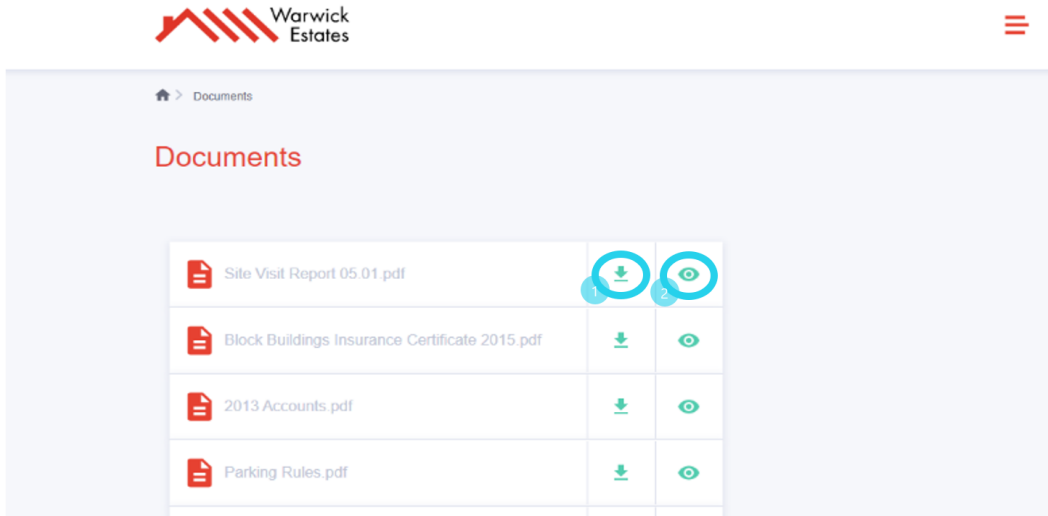 Warwick
Estates
Documents
Documents
Site Visit Report 05.01.pdf
1
2
Block Buildings Insurance Certificate 2015.pdf
2013 Accounts.pdf
Parking Rules.pdf